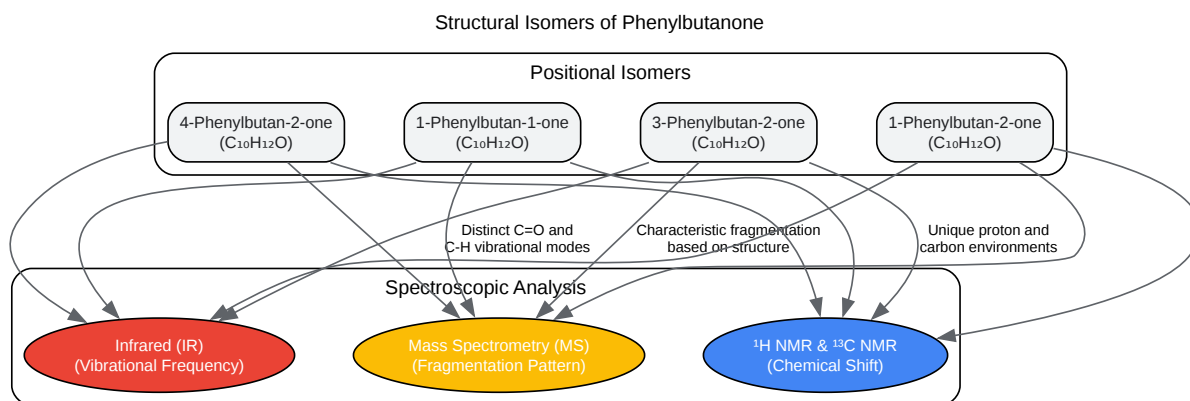 Structural Isomers of Phenylbutanone
Positional Isomers
4-Phenylbutan-2-one
(C₁₀H₁₂O)
1-Phenylbutan-1-one
(C₁₀H₁₂O)
3-Phenylbutan-2-one
(C₁₀H₁₂O)
1-Phenylbutan-2-one
(C₁₀H₁₂O)
Distinct C=O and
C-H vibrational modes
Characteristic fragmentation
based on structure
Unique proton and
carbon environments
Spectroscopic Analysis
Infrared (IR)
(Vibrational Frequency)
Mass Spectrometry (MS)
(Fragmentation Pattern)
¹H NMR & ¹³C NMR
(Chemical Shift)